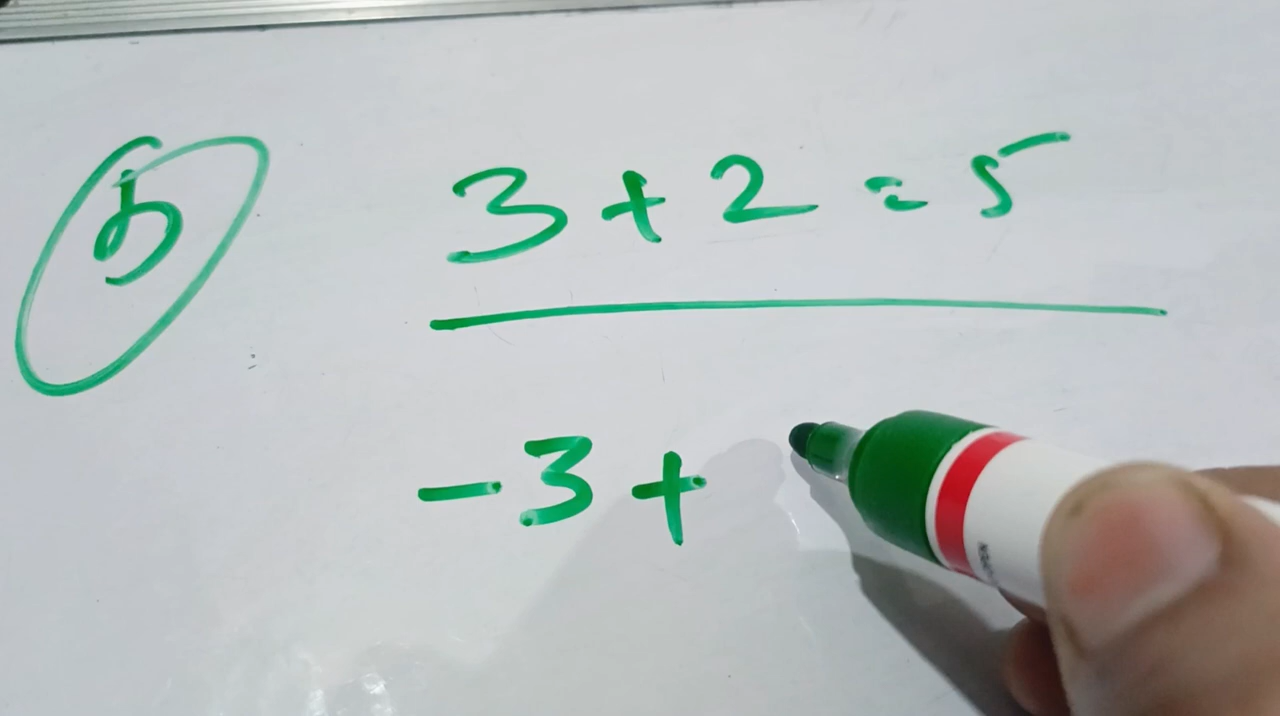 3 + 2 = 5
-3 +